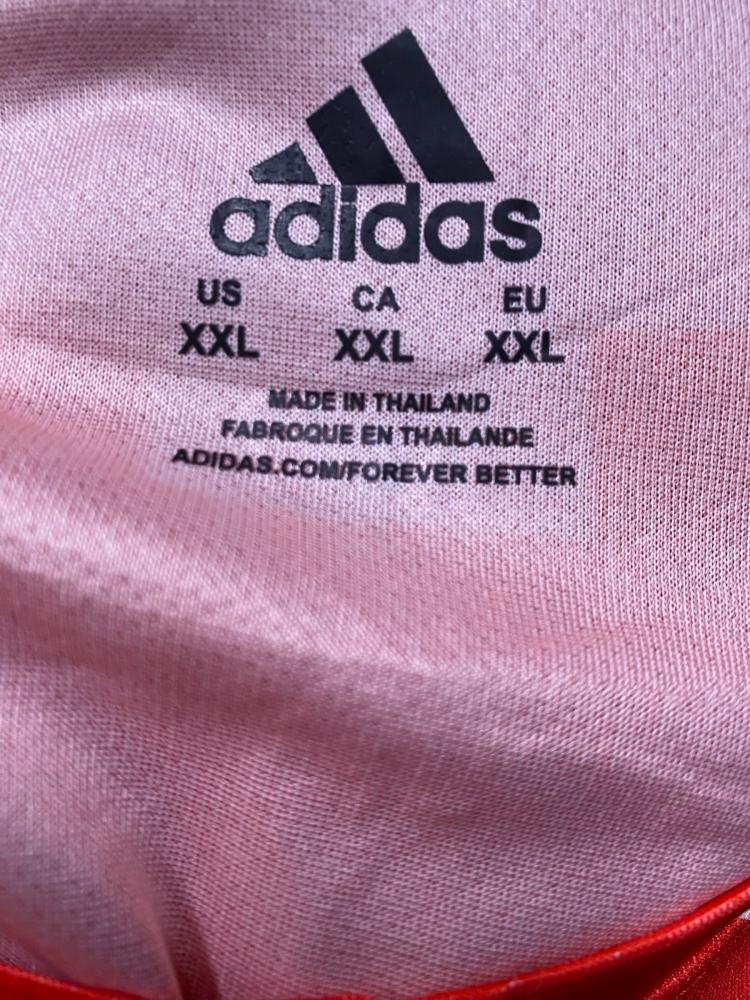 adidas
US CA EU
XXL XXL XXL
MADE IN THAILAND
FABROQUE EN THAILANDE
ADIDAS.COM/FOREVER BETTER